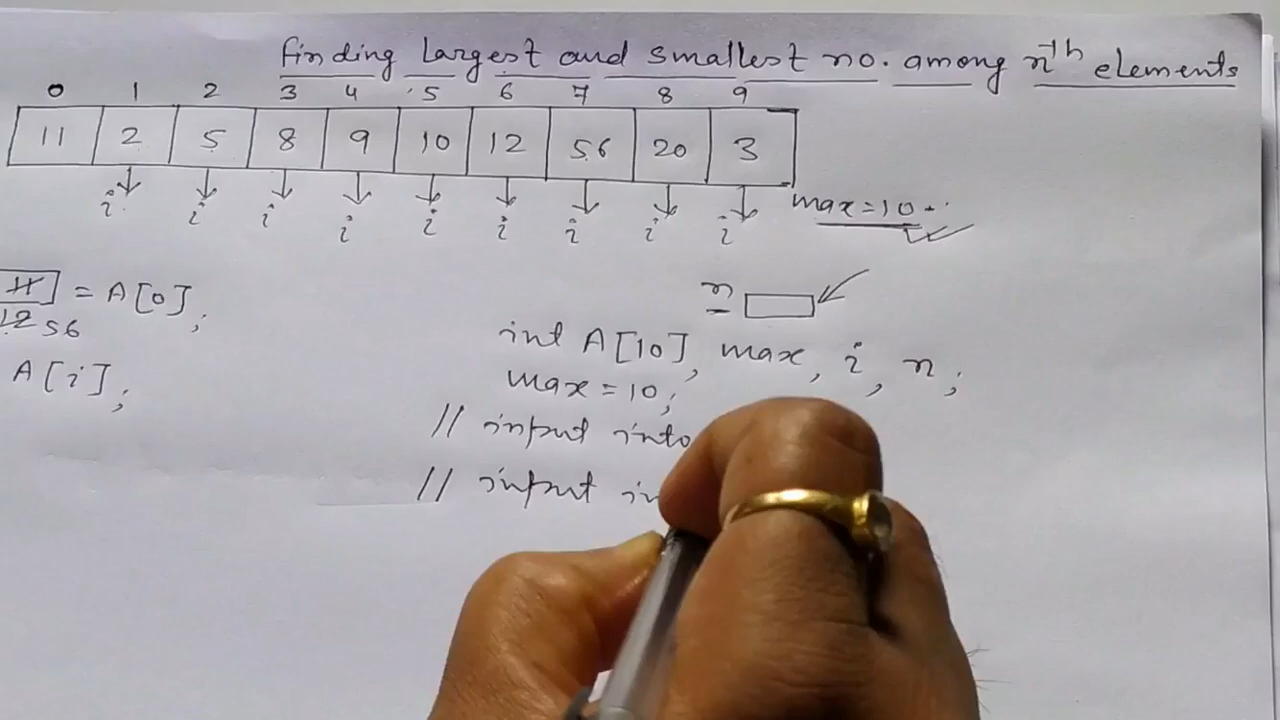 finding largest and smallest no. among nth elements
0 1 2 3 4 5 6 7 8 9
11 2 5 8 9 10 12 56 20 3
i i i i i i i i i
max=10
11 = A[0];
12 56
n
int A[10], max, i, n;
A[i];
max = 10;
// input into
// input in